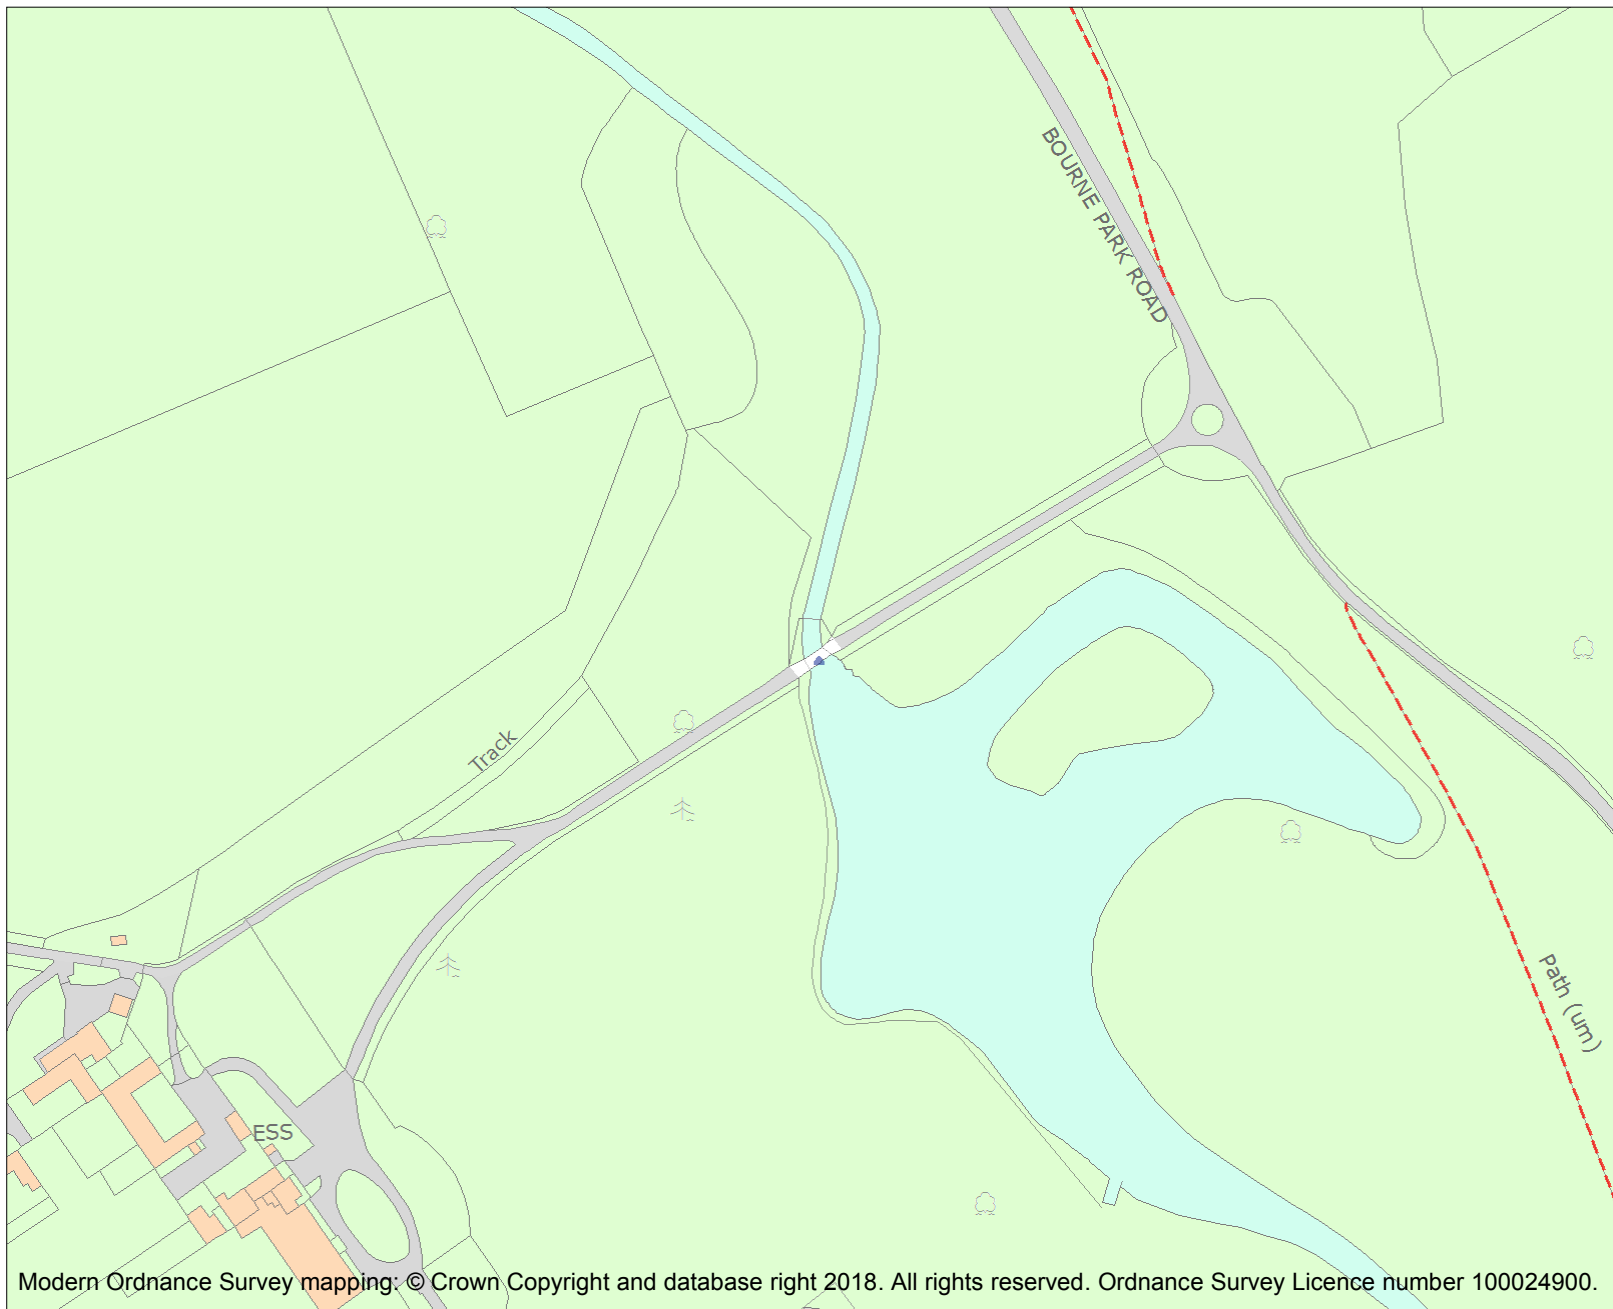 BOURNE PARK ROAD
Track
Path (um)
ESS
Modern Ordnance Survey mapping: © Crown Copyright and database right 2018. All rights reserved. Ordnance Survey Licence number 100024900.